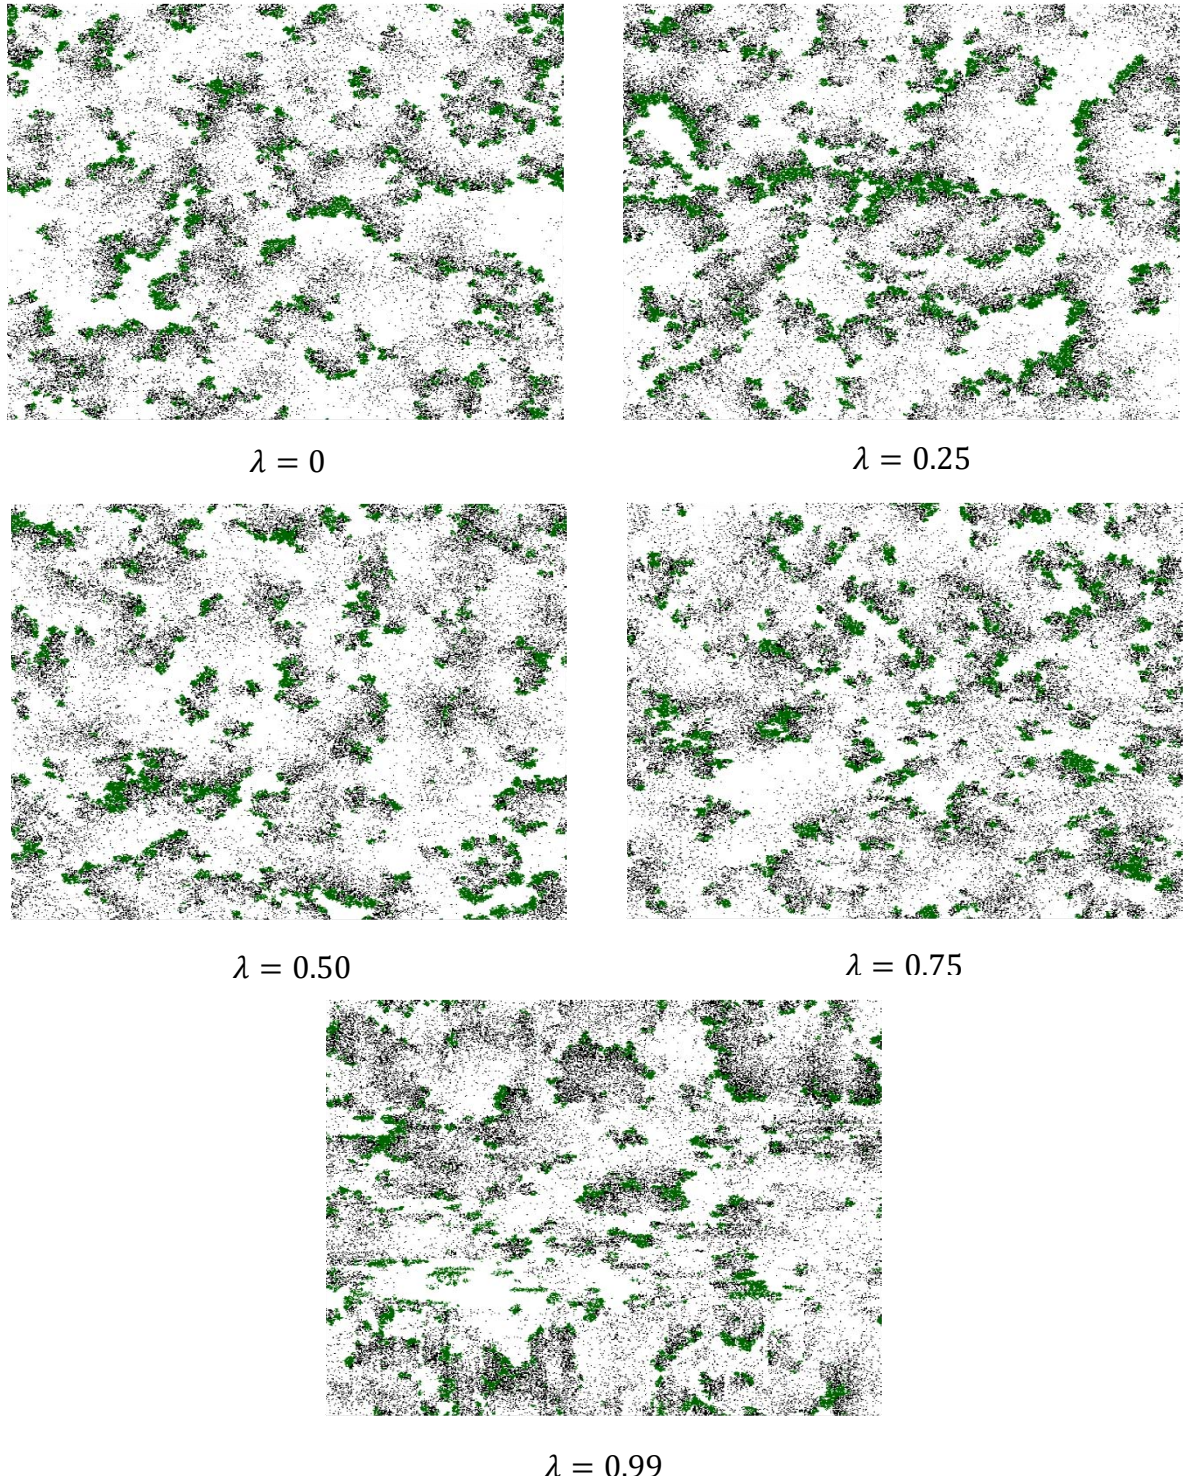 λ = 0
λ = 0.25
λ = 0.50
λ = 0.75
λ = 0.99